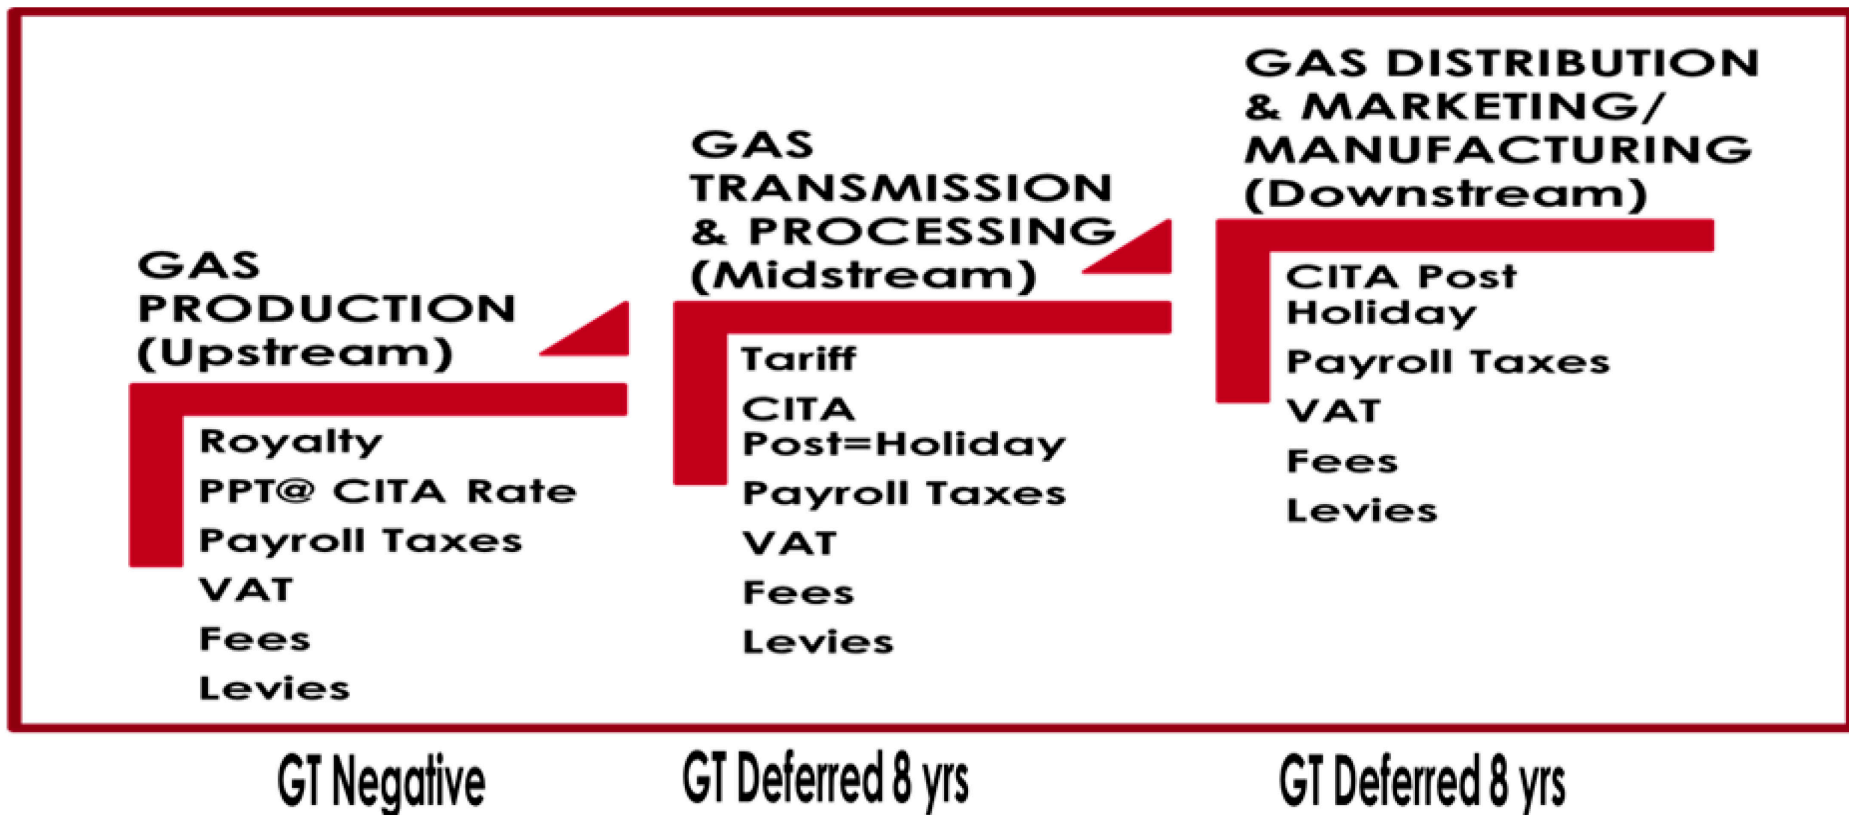 GAS
PRODUCTION
(Upstream)
Royalty
PPT@ CITA Rate
Payroll Taxes
VAT
Fees
Levies
GAS
TRANSMISSION
& PROCESSING
(Midstream)
Tariff
CITA
Post=Holiday
Payroll Taxes
VAT
Fees
Levies
GAS DISTRIBUTION
& MARKETING/
MANUFACTURING
(Downstream)
CITA Post
Holiday
Payroll Taxes
VAT
Fees
Levies
GT Negative
GT Deferred 8 yrs
GT Deferred 8 yrs